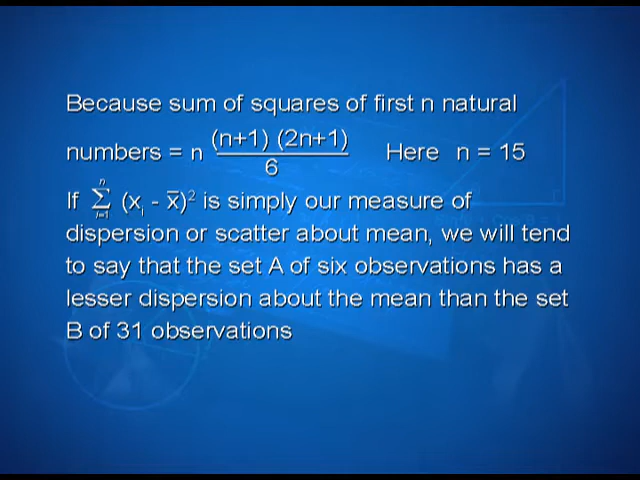 Because sum of squares of first n natural
numbers = n (n+1) (2n+1) / 6 Here n = 15
If n Σ i=1 (xᵢ - x̅)² is simply our measure of
dispersion or scatter about mean, we will tend
to say that the set A of six observations has a
lesser dispersion about the mean than the set
B of 31 observations